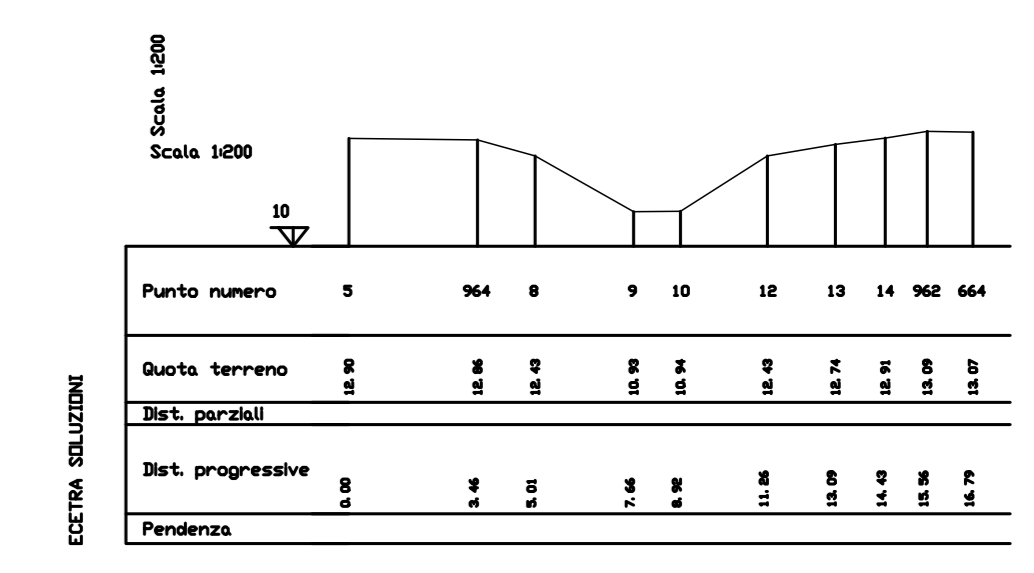 Scala 1:200
Scala 1:200
10
Punto numero 5 964 8 9 10 12 13 14 962 664
Quota terreno 12.90 12.86 12.43 10.93 10.94 12.43 12.74 12.91 13.09 13.07
Dist. parziali
Dist. progressive 0.00 3.46 5.01 7.66 8.92 11.26 13.09 14.43 15.56 16.79
Pendenza
ECETRA SOLUZIONI